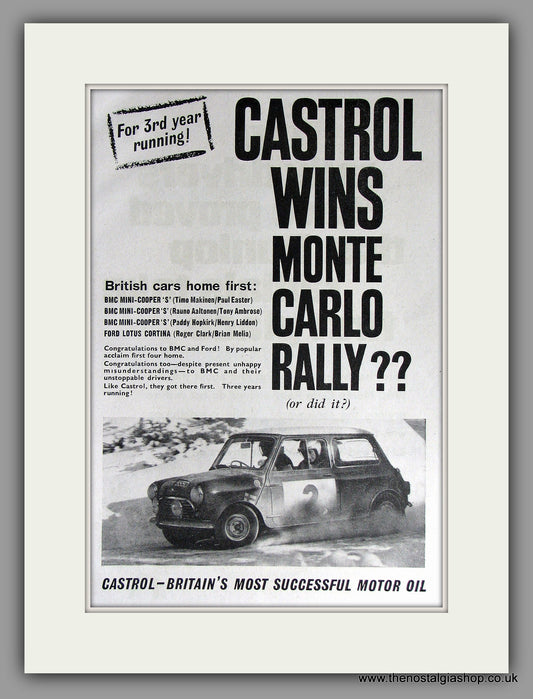 For 3rd year
running!
CASTROL
WINS
MONTE
CARLO
RALLY??
(or did it?)
British cars home first:
BMC MINI-COOPER 'S' (Timo Makinen/Paul Easter)
BMC MINI-COOPER 'S' (Rauno Aaltonen/Tony Ambrose)
BMC MINI-COOPER 'S' (Paddy Hopkirk/Henry Liddon)
FORD LOTUS CORTINA (Roger Clark/Brian Melia)
Congratulations to BMC and Ford! By popular
acclaim first four home.
Congratulations too—despite present unhappy
misunderstandings—to BMC and their
unstoppable drivers.
Like Castrol, they got there first. Three years
running!
2
CASTROL—BRITAIN'S MOST SUCCESSFUL MOTOR OIL
www.thenostalgiashop.co.uk